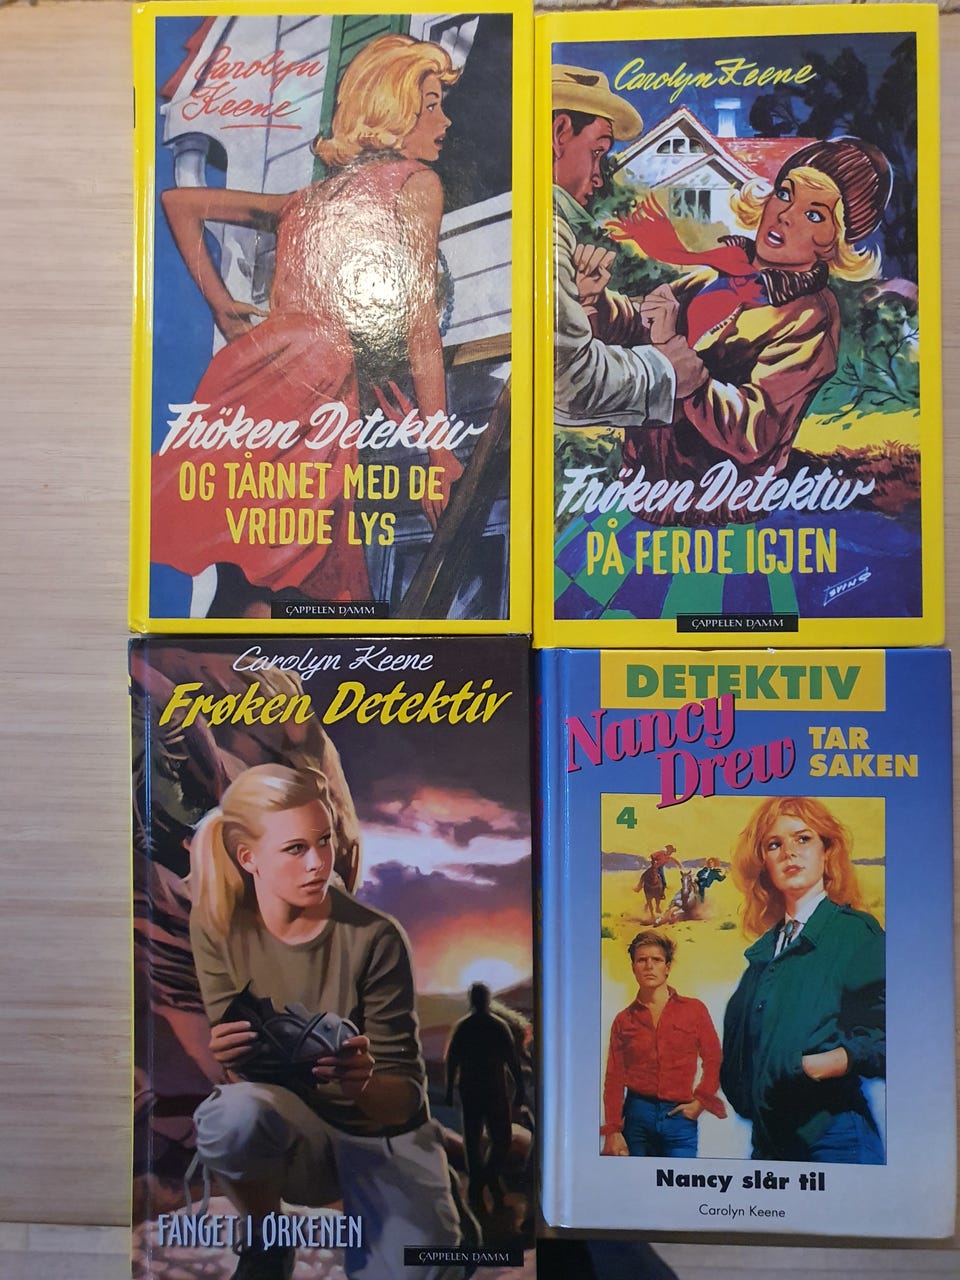 Carolyn
Keene
Fröken Detektiv
OG TÅRNET MED DE
VRIDDE LYS
CAPPELEN DAMM
Carolyn Keene
Fröken Detektiv
PÅ FERDE IGJEN
CAPPELEN DAMM
Carolyn Keene
Frøken Detektiv
FANGET I ØRKENEN
CAPPELEN DAMM
DETEKTIV
Nancy
Drew
TAR
SAKEN
4
Nancy slår til
Carolyn Keene